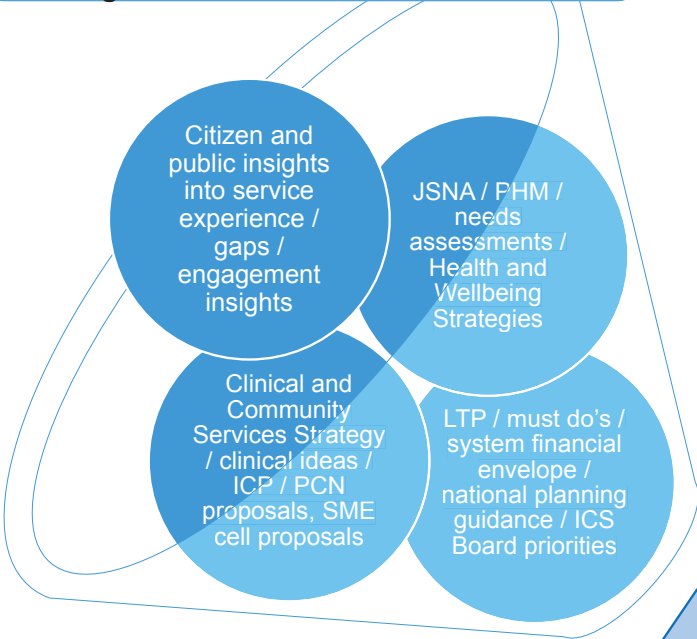 Citizen and
public insights
into service
experience /
gaps /
engagement
insights
JSNA / PHM /
needs
assessments /
Health and
Wellbeing
Strategies
Clinical and
Community
Services Strategy
/ clinical ideas /
ICP / PCN
proposals, SME
cell proposals
LTP / must do's /
system financial
envelope /
national planning
guidance / ICS
Board priorities